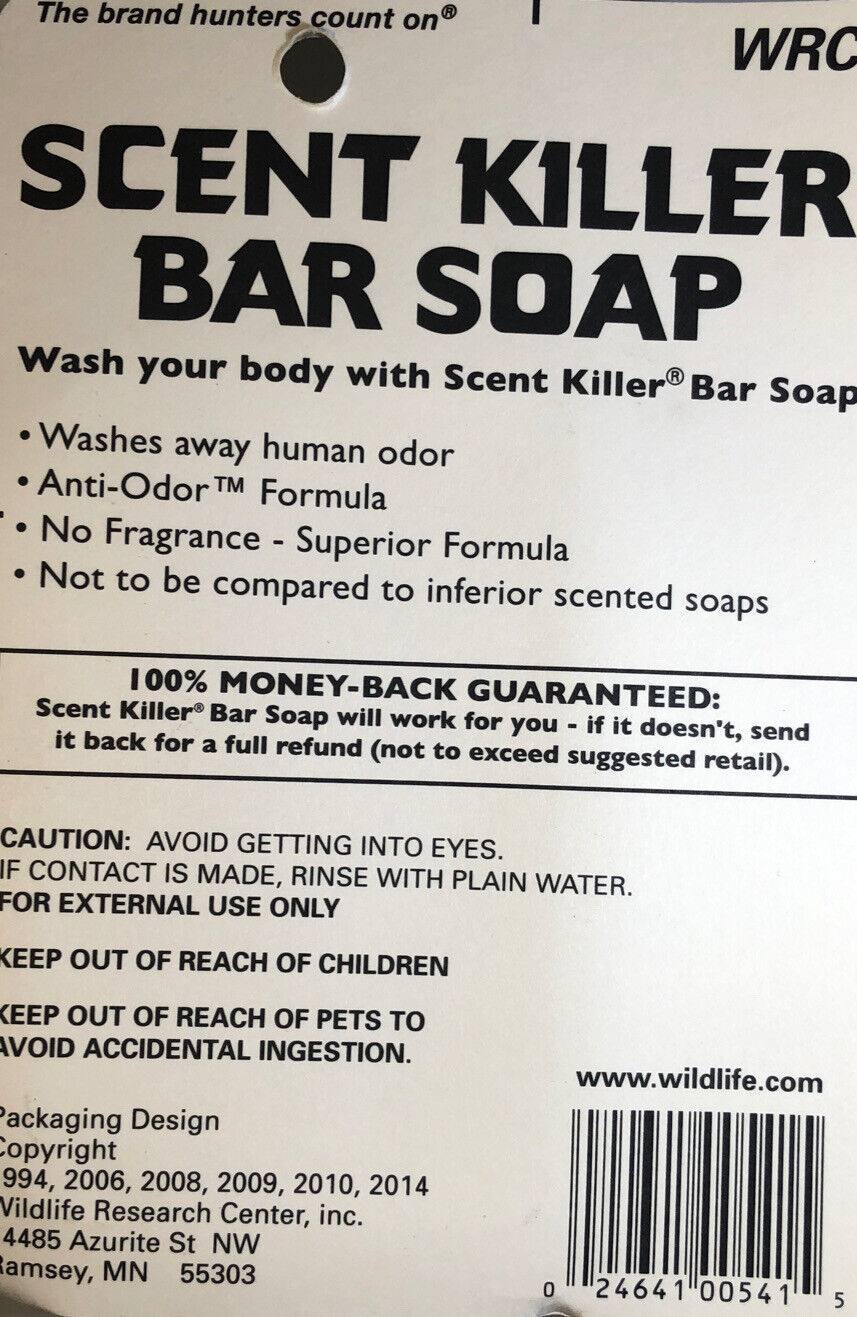 The brand hunters count on®
WRC
SCENT KILLER
BAR SOAP
Wash your body with Scent Killer® Bar Soap
• Washes away human odor
• Anti-Odor™ Formula
• No Fragrance - Superior Formula
• Not to be compared to inferior scented soaps
100% MONEY-BACK GUARANTEED:
Scent Killer® Bar Soap will work for you - if it doesn't, send
it back for a full refund (not to exceed suggested retail).
CAUTION: AVOID GETTING INTO EYES.
IF CONTACT IS MADE, RINSE WITH PLAIN WATER.
FOR EXTERNAL USE ONLY
KEEP OUT OF REACH OF CHILDREN
KEEP OUT OF REACH OF PETS TO
AVOID ACCIDENTAL INGESTION.
www.wildlife.com
Packaging Design
Copyright
994, 2006, 2008, 2009, 2010, 2014
Wildlife Research Center, inc.
4485 Azurite St NW
Ramsey, MN 55303
0 24641 00541 5